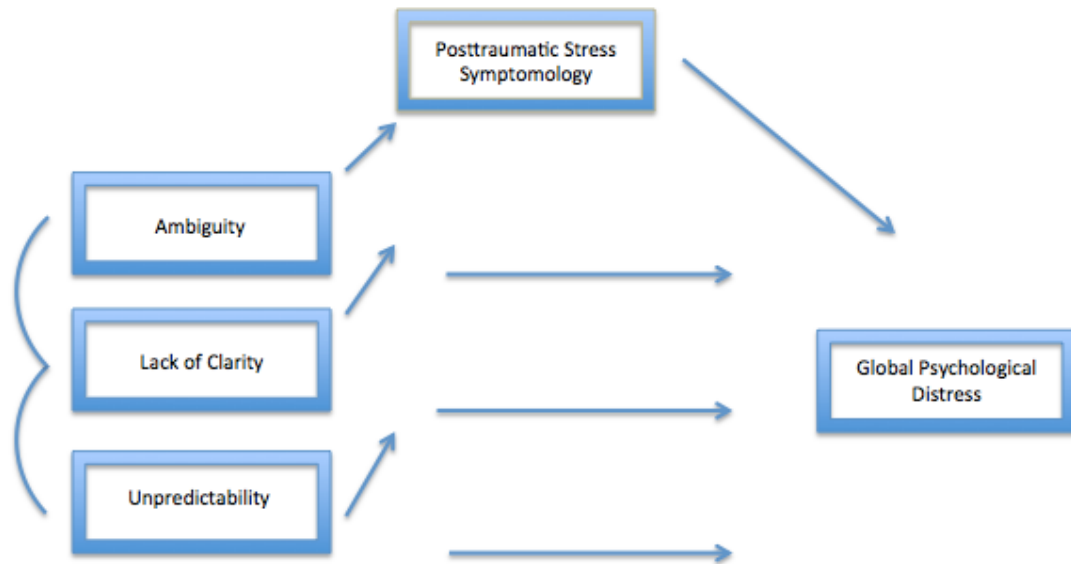 Posttraumatic Stress
Symptomology
Ambiguity
Lack of Clarity
Global Psychological
Distress
Unpredictability